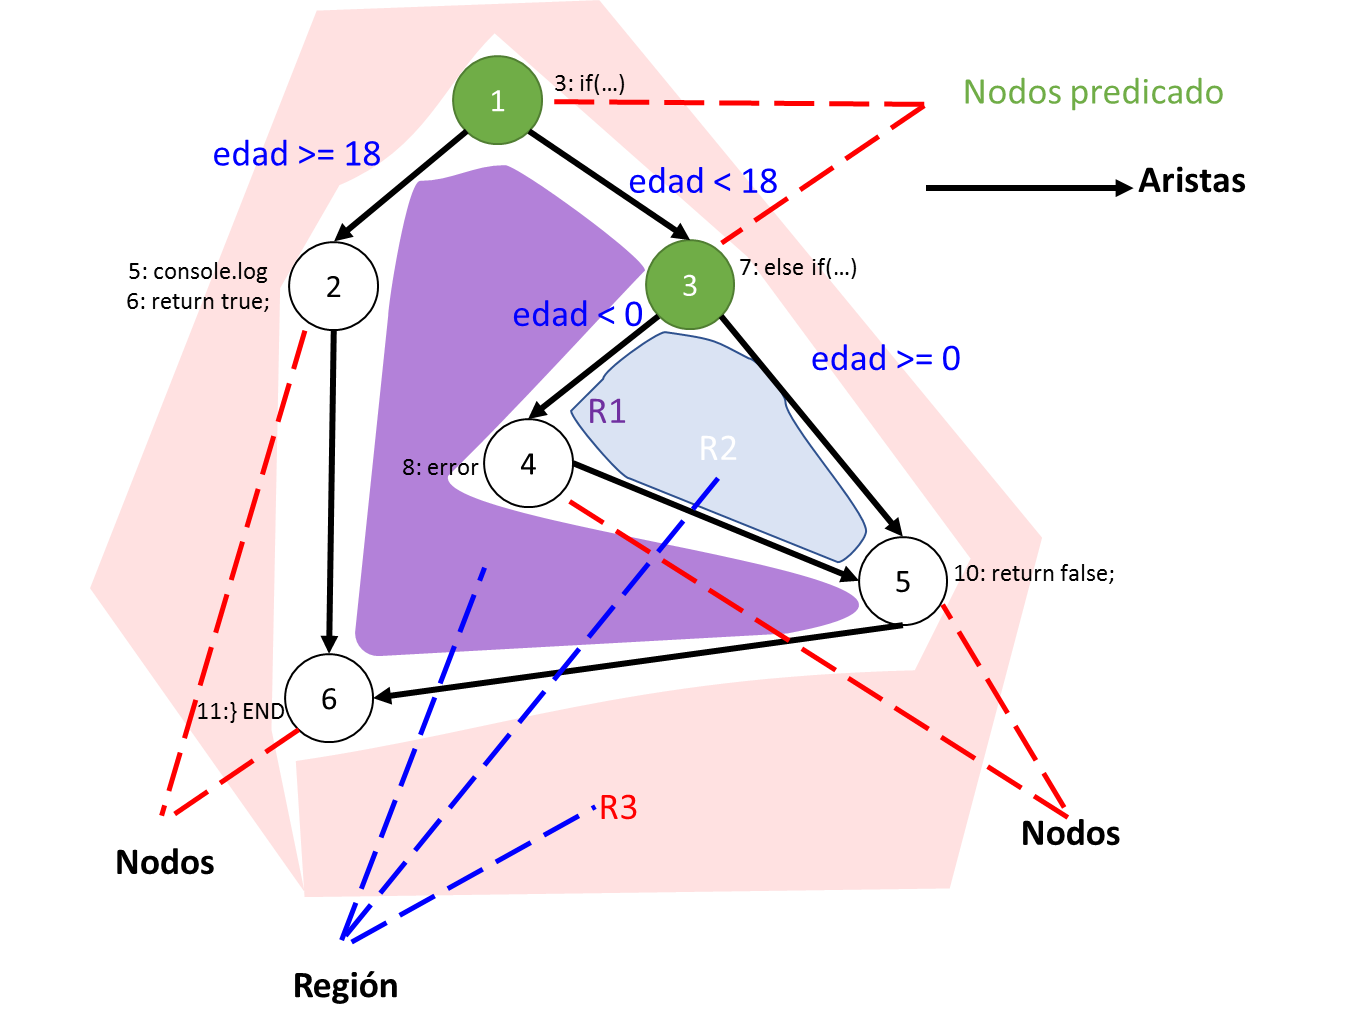 1
3: if(...)
Nodos predicado
edad >= 18
edad < 18
Aristas
5: console.log
6: return true;
2
3
7: else if(...)
edad < 0
edad >= 0
R1
R2
8: error
4
5
10: return false;
11:} END
6
R3
Nodos
Nodos
Región